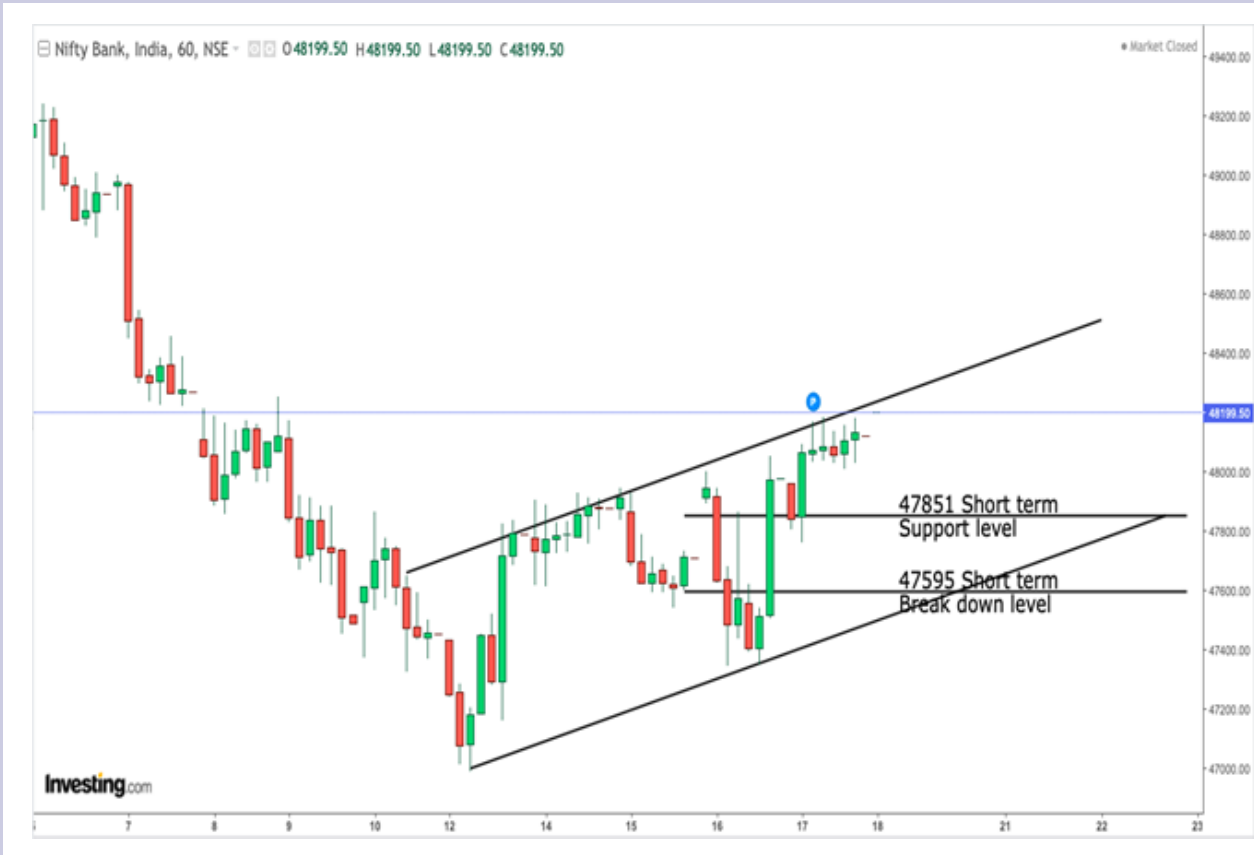 Nifty Bank, India, 60, NSE O48199.50 H48199.50 L48199.50 C48199.50
Market Closed
49400.00
49200.00
49000.00
48800.00
48600.00
48400.00
P
48199.50
48000.00
47851 Short term
Support level
47800.00
47595 Short term
47600.00
Break down level
47400.00
47200.00
47000.00
Investing.com
7 8 9 10 12 14 15 16 17 18 21 22 23